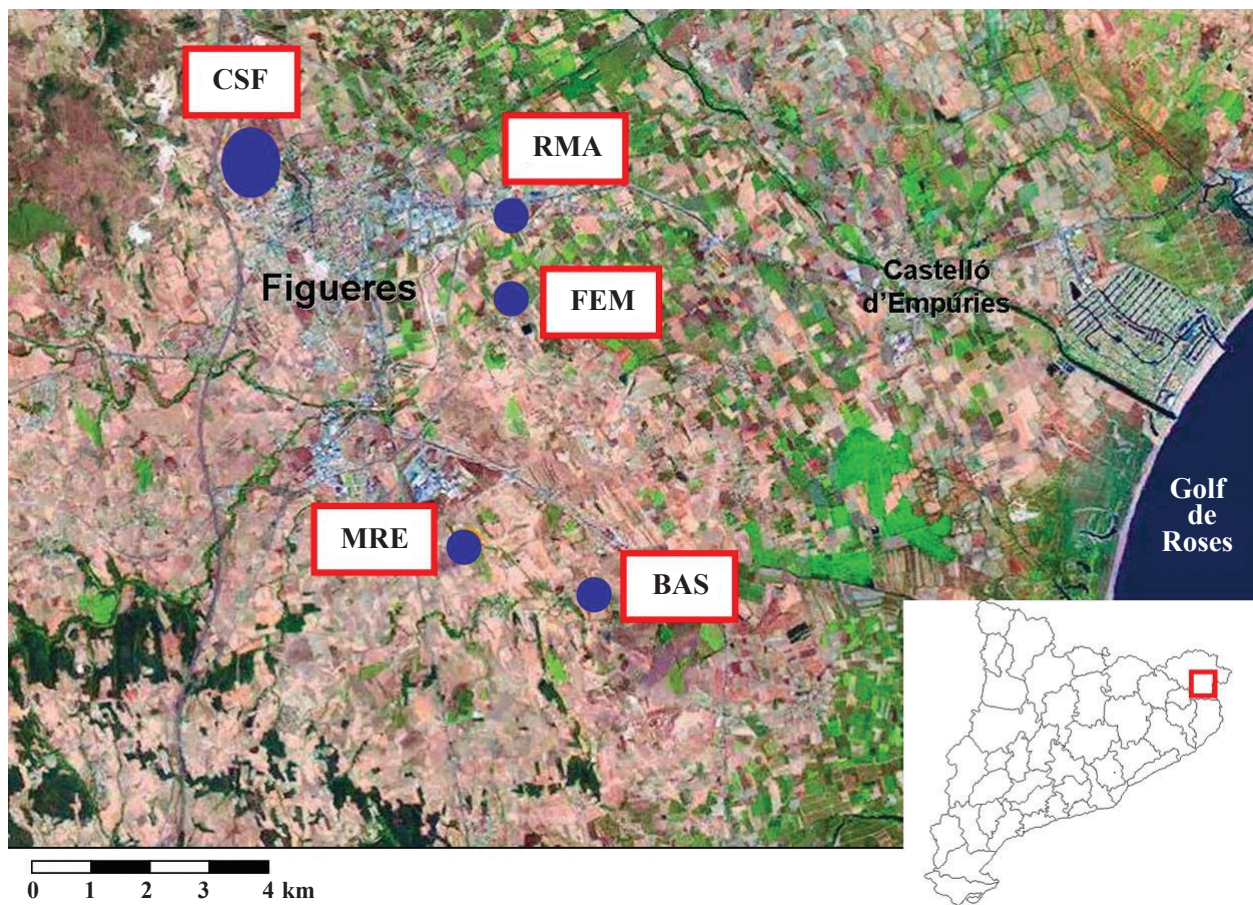 CSF
RMA
Figueres
FEM
Castelló
d'Empúries
MRE
BAS
Golf
de
Roses
0 1 2 3 4 km